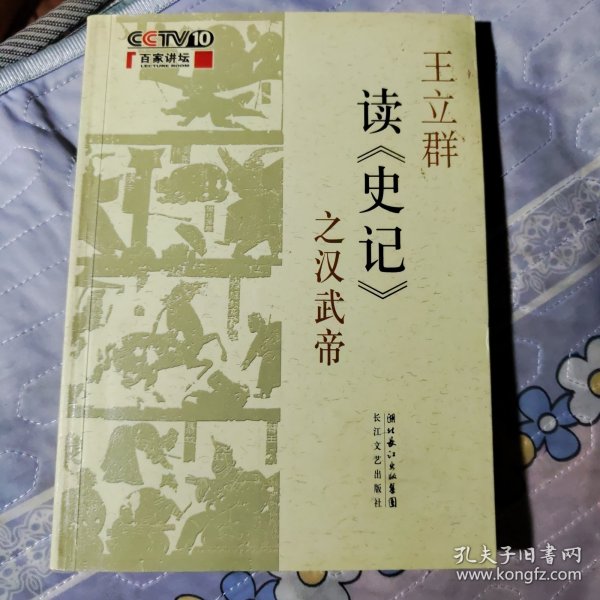 CCTV10
百家讲坛
LECTURE ROOM
王立群
读《史记》
之汉武帝
湖北长江出版集团
长江文艺出版社
孔夫子旧书网
www.kongfz.com